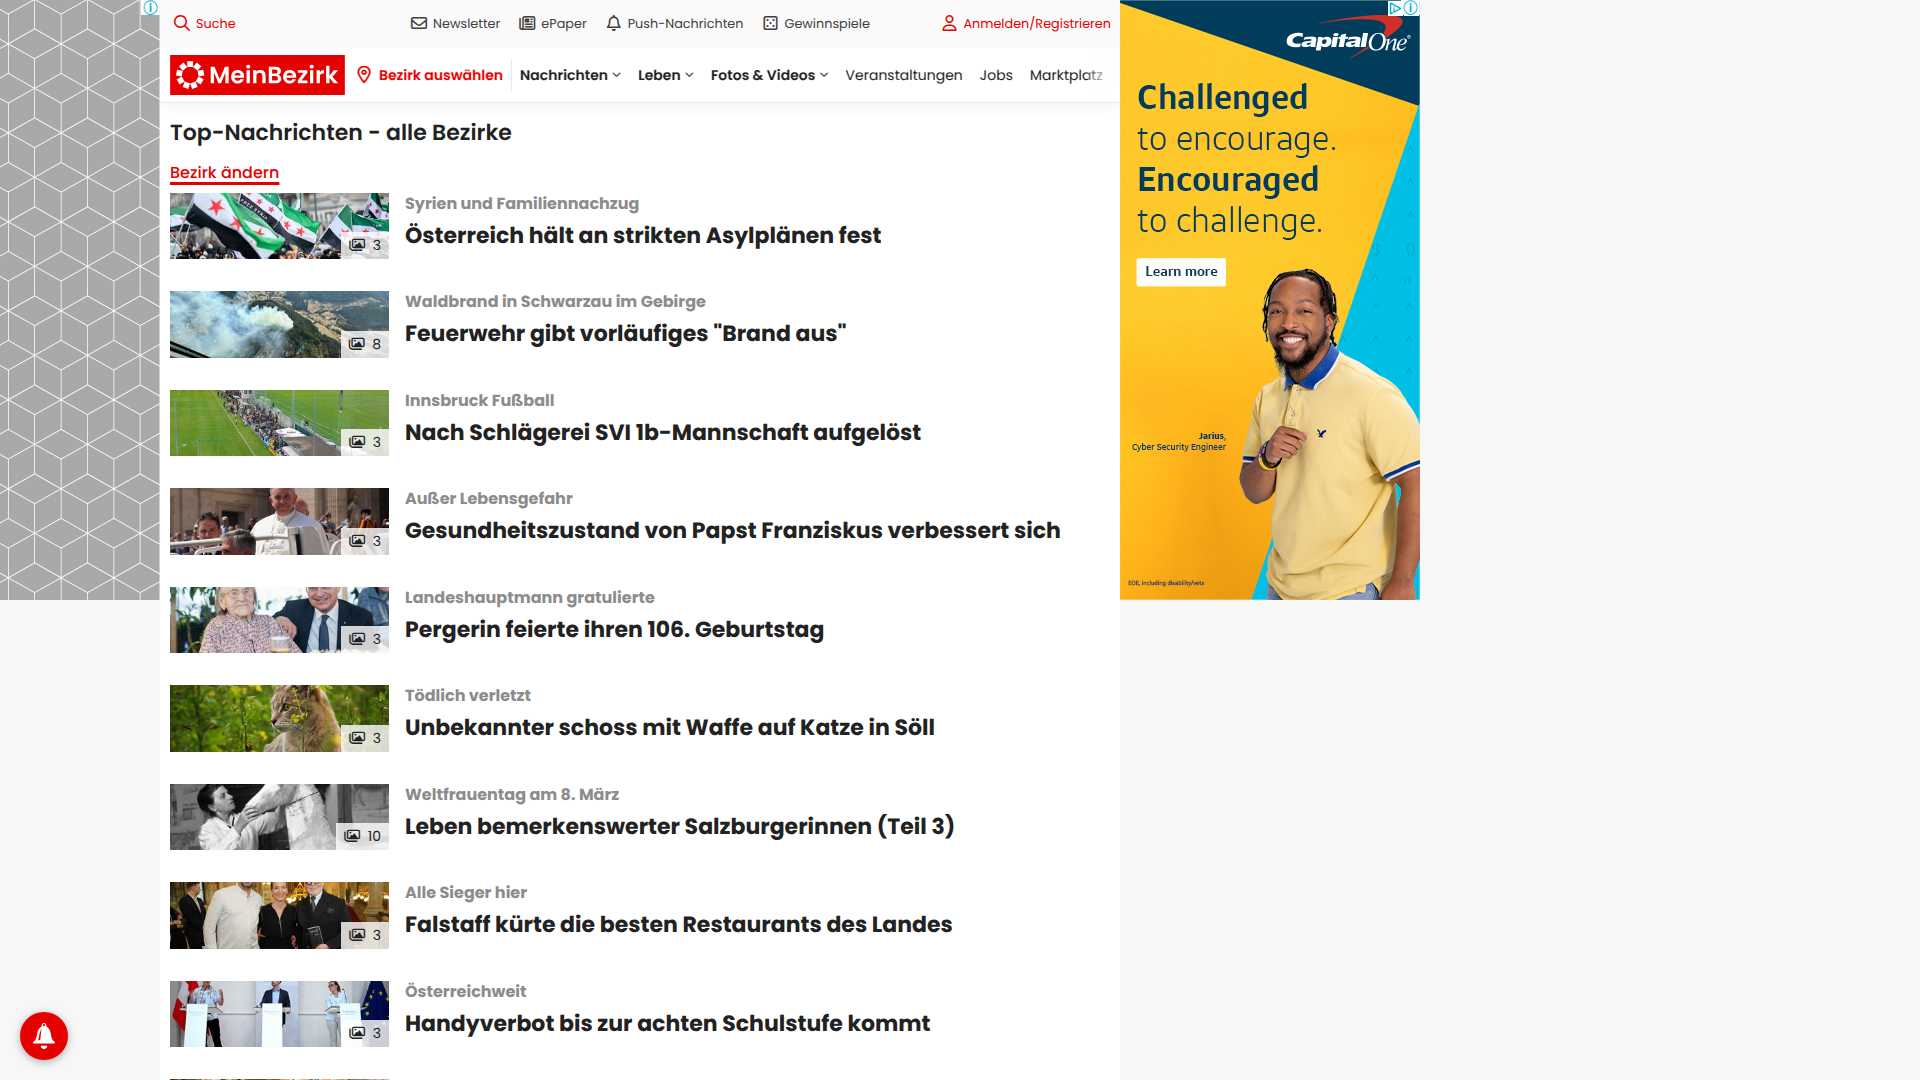 Suche
Newsletter
ePaper
Push-Nachrichten
Gewinnspiele
Anmelden/Registrieren
MeinBezirk
Bezirk auswählen
Nachrichten
Leben
Fotos & Videos
Veranstaltungen
Jobs
Marktplatz
Top-Nachrichten - alle Bezirke
Bezirk ändern
3
Syrien und Familiennachzug
Österreich hält an strikten Asylplänen fest
8
Waldbrand in Schwarzau im Gebirge
Feuerwehr gibt vorläufiges "Brand aus"
3
Innsbruck Fußball
Nach Schlägerei SVI 1b-Mannschaft aufgelöst
3
Außer Lebensgefahr
Gesundheitszustand von Papst Franziskus verbessert sich
3
Landeshauptmann gratulierte
Pergerin feierte ihren 106. Geburtstag
3
Tödlich verletzt
Unbekannter schoss mit Waffe auf Katze in Söll
10
Weltfrauentag am 8. März
Leben bemerkenswerter Salzburgerinnen (Teil 3)
3
Alle Sieger hier
Falstaff kürte die besten Restaurants des Landes
3
Österreichweit
Handyverbot bis zur achten Schulstufe kommt
Capital One
Challenged
to encourage.
Encouraged
to challenge.
Learn more
Jarius,
Cyber Security Engineer
EOE, including disability/vets